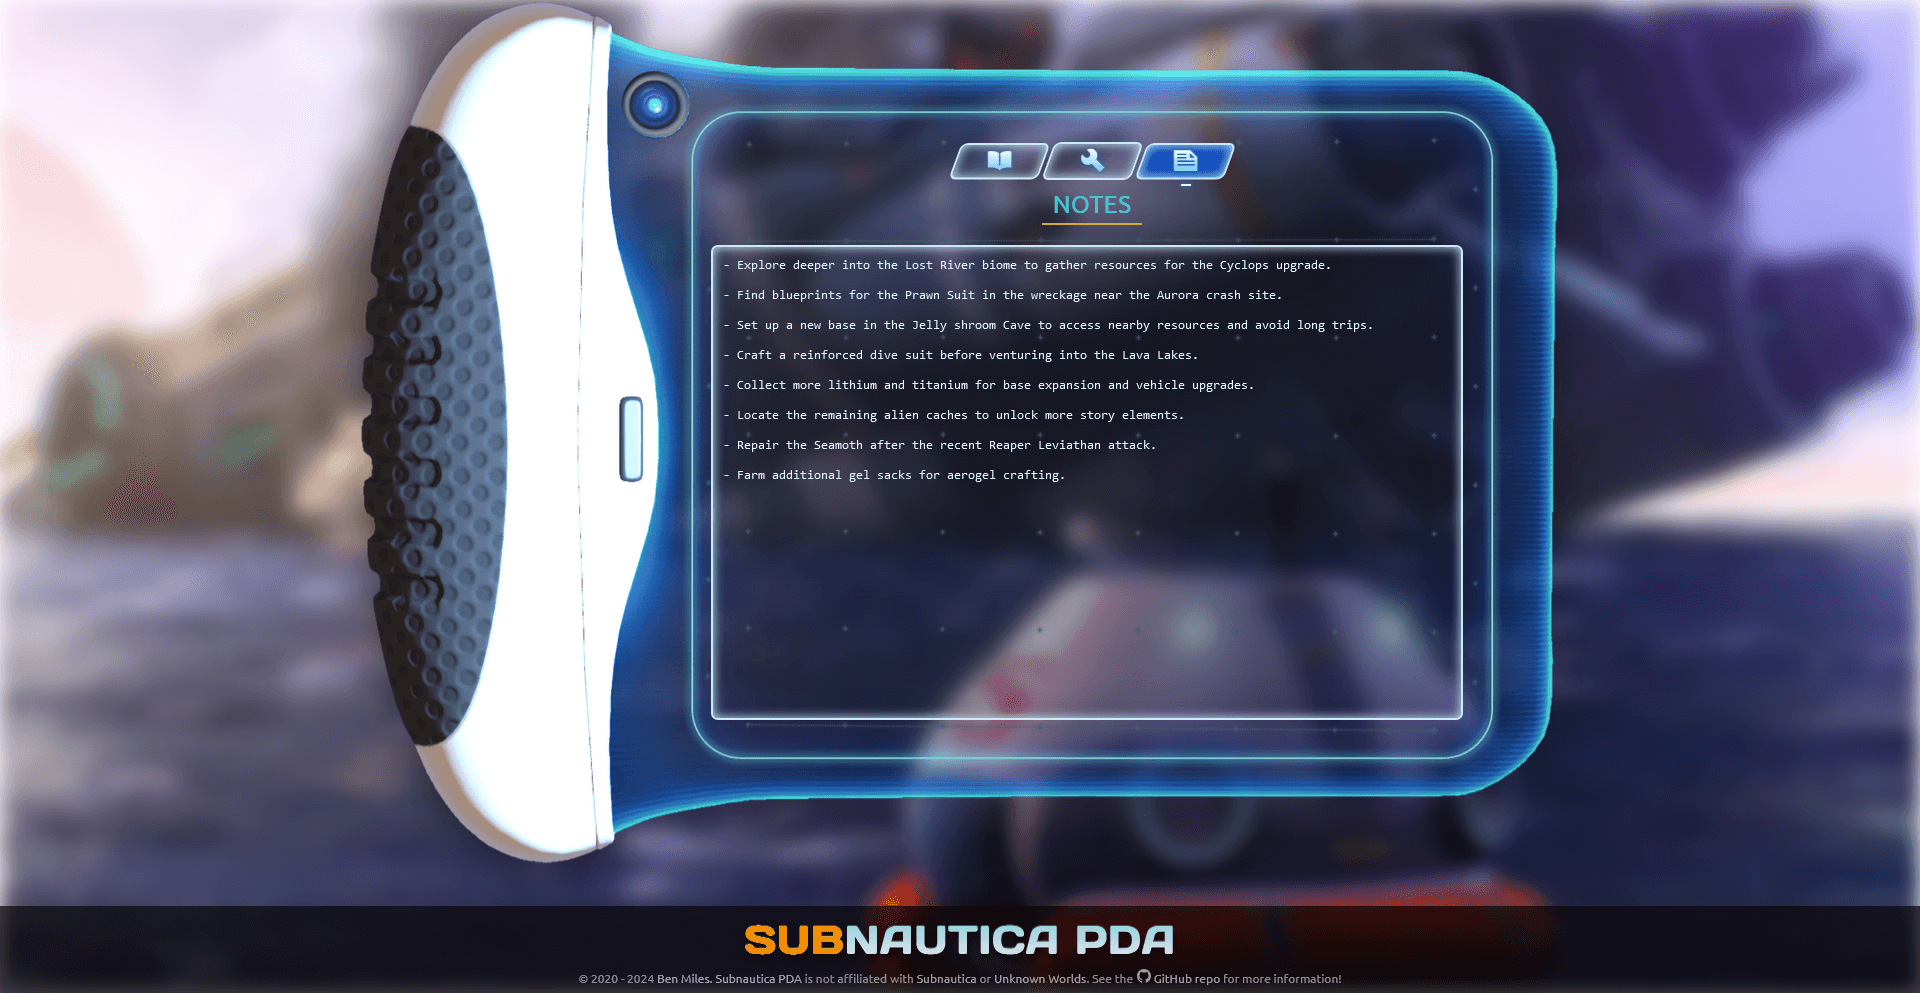 NOTES
- Explore deeper into the Lost River biome to gather resources for the Cyclops upgrade.
- Find blueprints for the Prawn Suit in the wreckage near the Aurora crash site.
- Set up a new base in the Jelly shroom Cave to access nearby resources and avoid long trips.
- Craft a reinforced dive suit before venturing into the Lava Lakes.
- Collect more lithium and titanium for base expansion and vehicle upgrades.
- Locate the remaining alien caches to unlock more story elements.
- Repair the Seamoth after the recent Reaper Leviathan attack.
- Farm additional gel sacks for aerogel crafting.
SUBNAUTICA PDA
© 2020 - 2024 Ben Miles. Subnautica PDA is not affiliated with Subnautica or Unknown Worlds. See the GitHub repo for more information!